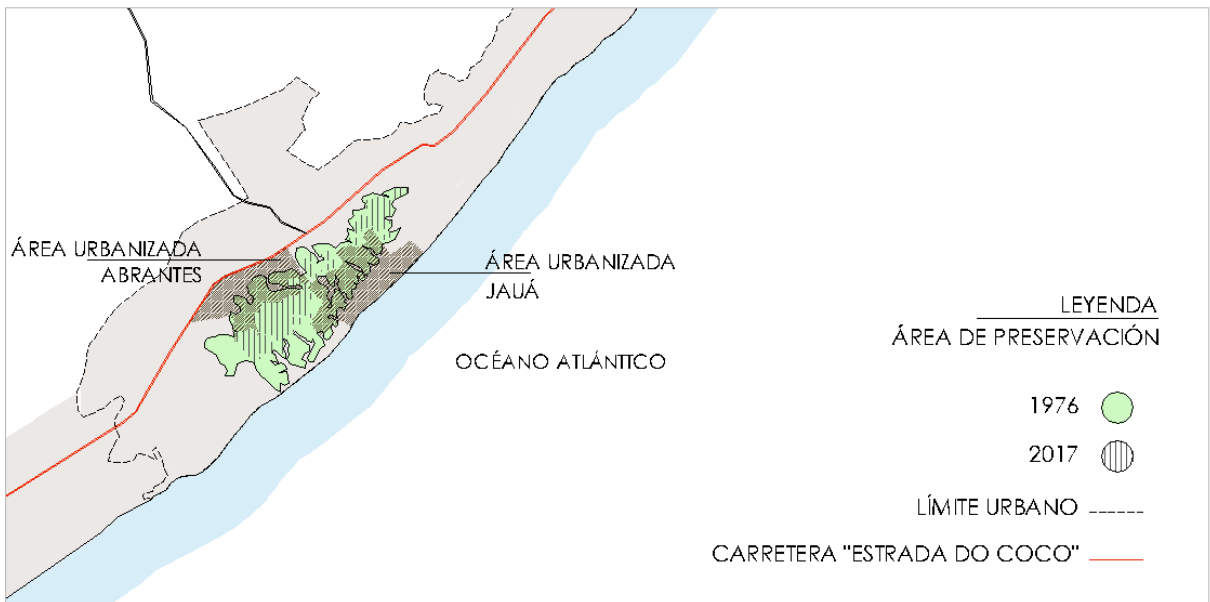 ÁREA URBANIZADA
ABRANTES
ÁREA URBANIZADA
JAUÁ
OCÉANO ATLÁNTICO
LEYENDA
ÁREA DE PRESERVACIÓN
1976
2017
LÍMITE URBANO
CARRETERA "ESTRADA DO COCO"